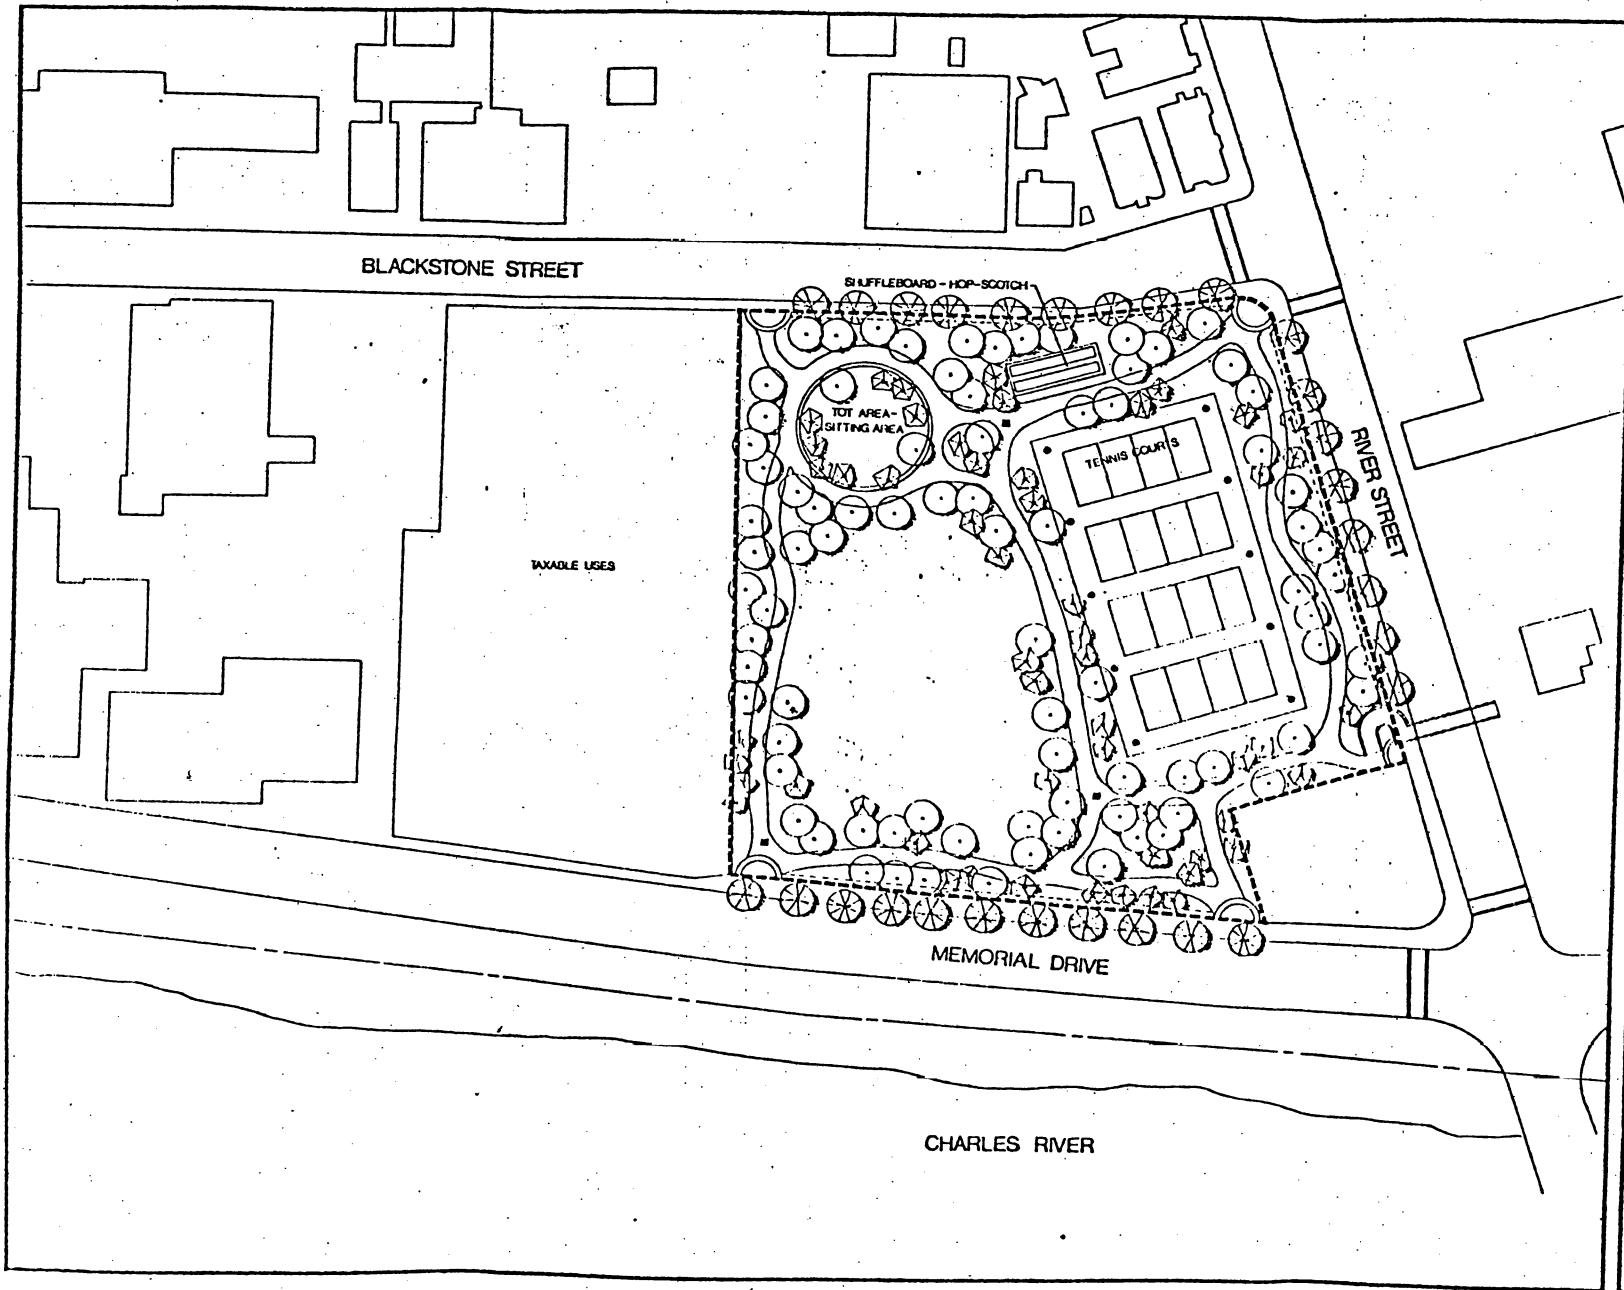 BLACKSTONE STREET
SHUFFLEBOARD - HOP-SCOTCH
TOT AREA-
SITTING AREA
TENNIS COURTS
RIVER STREET
TAXABLE USES
MEMORIAL DRIVE
CHARLES RIVER